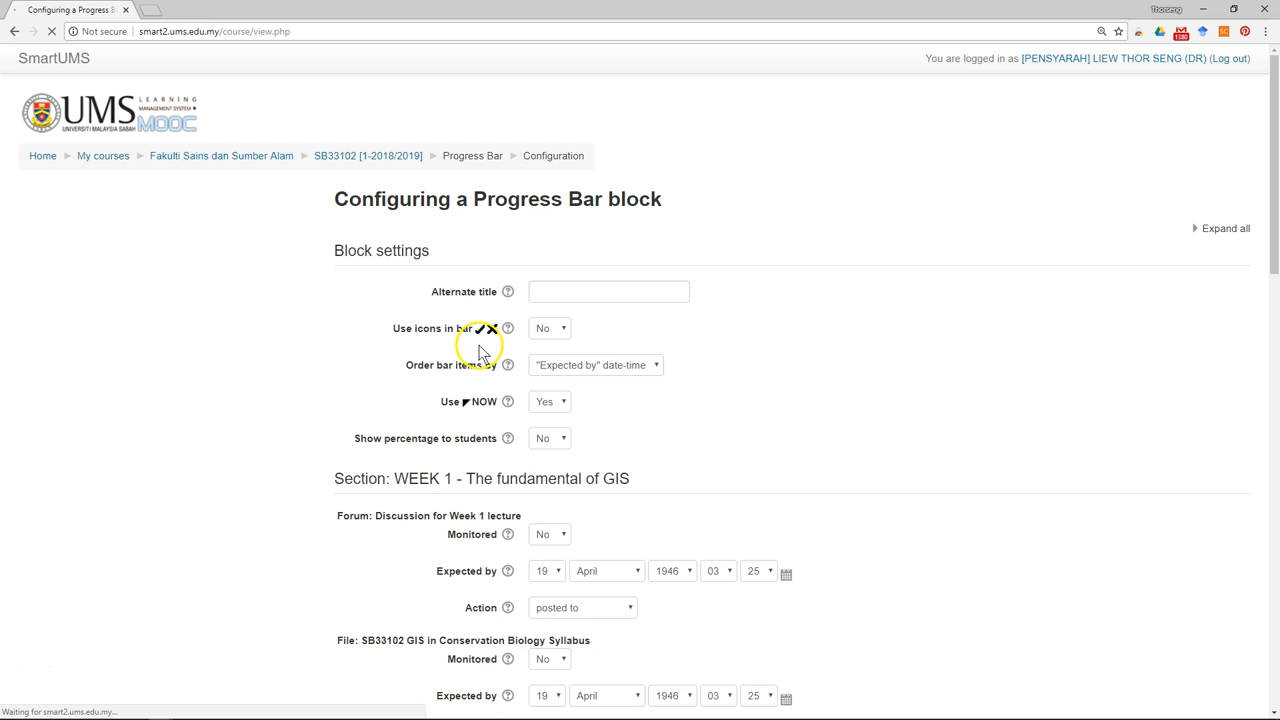 Configuring a Progress B
Thorseng
Not secure | smart2.ums.edu.my/course/view.php
1380
SC
SmartUMS
You are logged in as [PENSYARAH] LIEW THOR SENG (DR) (Log out)
UMS LEARNING MANAGEMENT SYSTEM
UNIVERSITI MALAYSIA SABAH MOOC
Home My courses Fakulti Sains dan Sumber Alam SB33102 [1-2018/2019] Progress Bar Configuration
Configuring a Progress Bar block
Expand all
Block settings
Alternate title
Use icons in bar No
Order bar items by "Expected by" date-time
Use NOW Yes
Show percentage to students No
Section: WEEK 1 - The fundamental of GIS
Forum: Discussion for Week 1 lecture
Monitored No
Expected by 19 April 1946 03 25
Action posted to
File: SB33102 GIS in Conservation Biology Syllabus
Monitored No
Expected by 19 April 1946 03 25
Waiting for smart2.ums.edu.my...